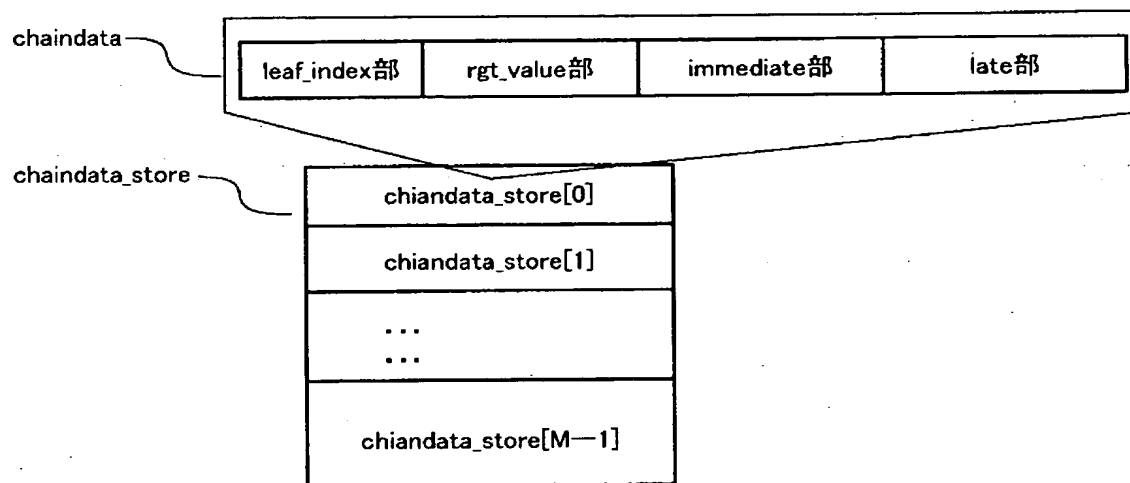 chaindata
leaf_index部 rgt_value部 immediate部 late部
chaindata_store
chiandata_store[0]
chiandata_store[1]
...
...
chiandata_store[M−1]